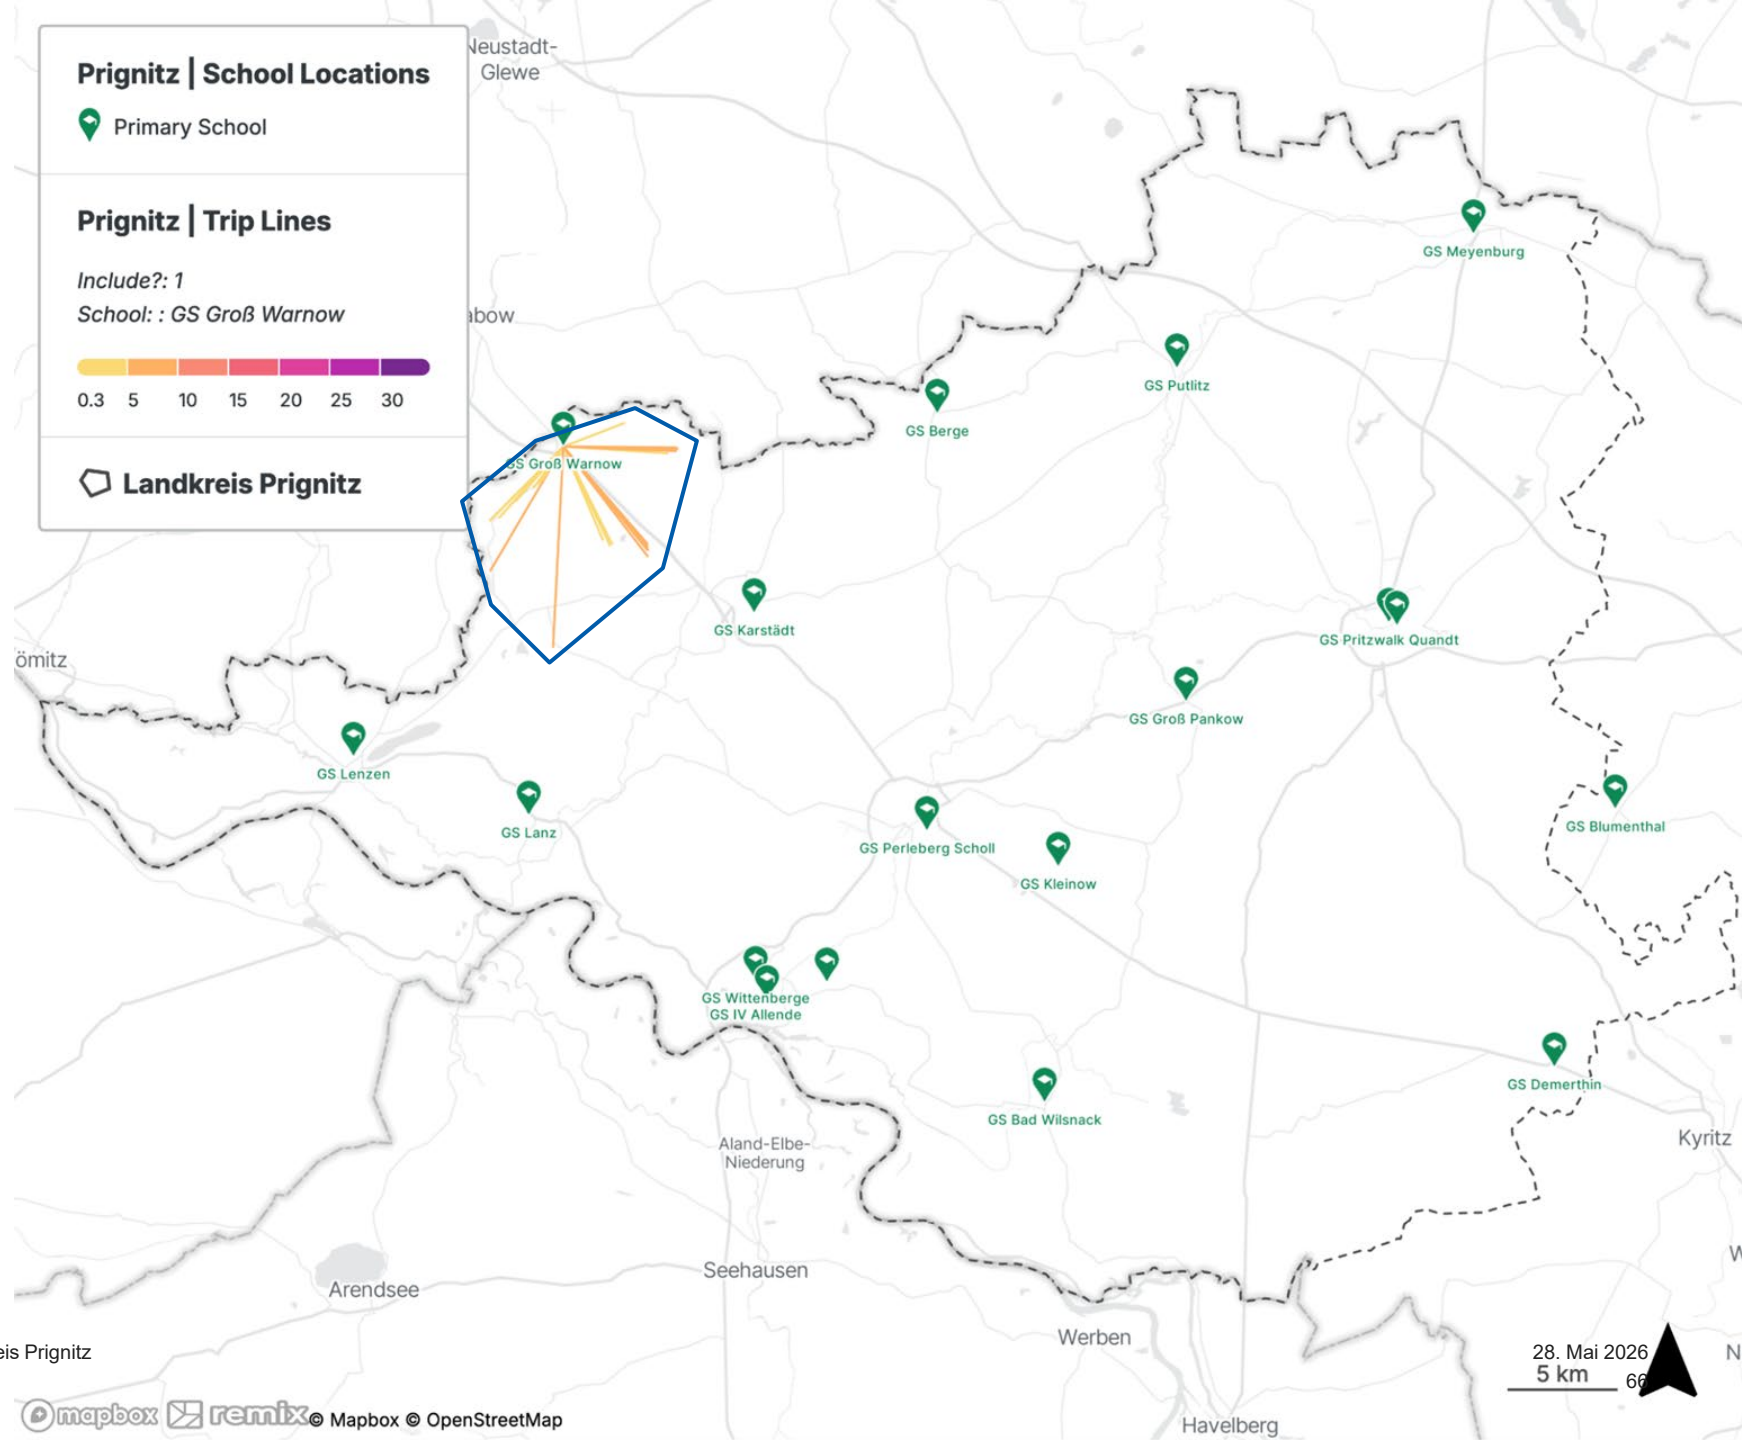 Prignitz | School Locations
Primary School
Prignitz | Trip Lines
Include?: 1
School: : GS Groß Warnow
0.3 5 10 15 20 25 30
Landkreis Prignitz
Neustadt-
Glewe
abow
GS Meyenburg
GS Putlitz
GS Berge
GS Groß Warnow
GS Karstädt
GS Pritzwalk Quandt
ömitz
GS Groß Pankow
GS Lenzen
GS Lanz
GS Perleberg Scholl
GS Blumenthal
GS Kleinow
GS Wittenberge
GS IV Allende
GS Demerthin
GS Bad Wilsnack
Kyritz
Aland-Elbe-
Niederung
Seehausen
Arendsee
W
Werben
eis Prignitz
28. Mai 2026
N
5 km
66
mapbox remix © Mapbox © OpenStreetMap
Havelberg